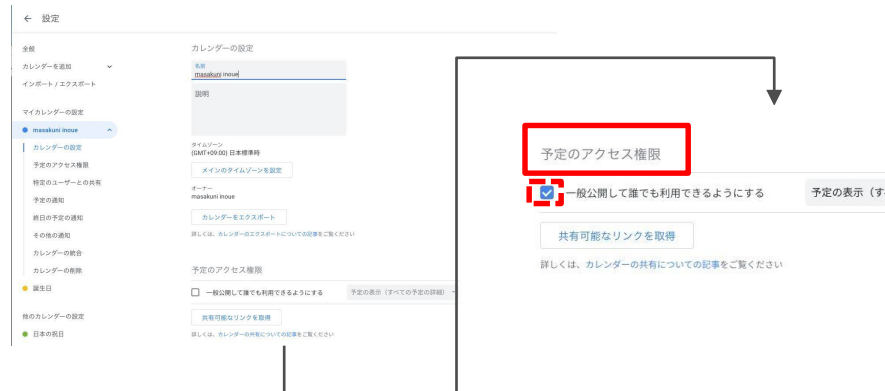 ← 設定
全般
カレンダーを追加
インポート / エクスポート
マイカレンダーの設定
masakuni inoue
カレンダーの設定
予定のアクセス権限
特定のユーザーとの共有
予定の通知
終日の予定の通知
その他の通知
カレンダーの統合
カレンダーの削除
誕生日
他のカレンダーの設定
日本の祝日
カレンダーの設定
名前
masakuni inoue
説明
タイムゾーン
(GMT+09:00) 日本標準時
メインのタイムゾーンを設定
オーナー
masakuni inoue
カレンダーをエクスポート
詳しくは、カレンダーのエクスポートについての記事をご覧ください
予定のアクセス権限
一般公開して誰でも利用できるようにする 予定の表示（すべての予定の詳細）
共有可能なリンクを取得
詳しくは、カレンダーの共有についての記事をご覧ください
予定のアクセス権限
一般公開して誰でも利用できるようにする 予定の表示（す
共有可能なリンクを取得
詳しくは、カレンダーの共有についての記事をご覧ください